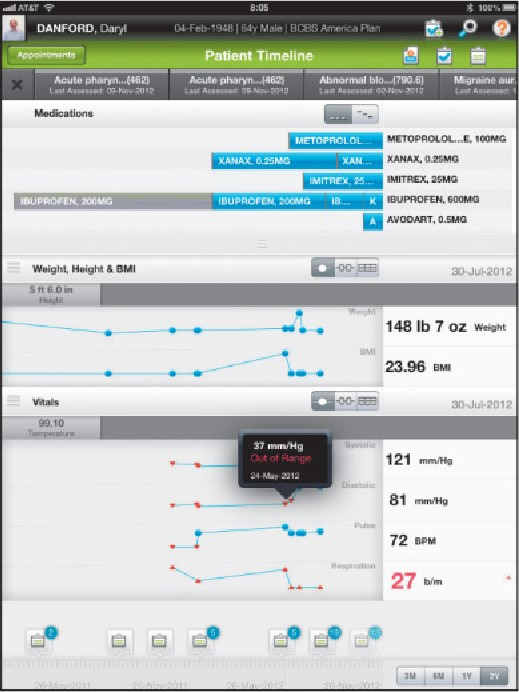 AT&T 8:05 100%
DANFORD, Daryl 04-Feb-1948 | 64y Male | BCBS America Plan
Appointments Patient Timeline
Acute pharyn...(462) Acute pharyn...(462) Abnormal blo...(790.6) Migraine aur
Last Assessed: 09-Nov-2012 Last Assessed: 09-Nov-2012 Last Assessed: 02-Nov-2012 Last Assessed:
Medications
METOPROLOL... METOPROLOL...E, 100MG
XANAX, 0.25MG XAN... XANAX, 0.25MG
IMITREX, 25... IMITREX, 25MG
IBUPROFEN, 200MG IBUPROFEN, 200MG IB... K IBUPROFEN, 600MG
A AVODART, 0.5MG
Weight, Height & BMI 30-Jul-2012
5 ft 6.0 in
Height
Weight
148 lb 7 oz Weight
BMI
23.96 BMI
Vitals 30-Jul-2012
99.10
Temperature
37 mm/Hg
Out of Range
24-May-2012
Systolic
121 mm/Hg
Diastolic
81 mm/Hg
Pulse
72 BPM
Respiration
27 b/m
2 5 5 19
3M 6M 1Y 2Y
26-May-2011 26-Nov-2011 26-May-2012 26-Nov-2012